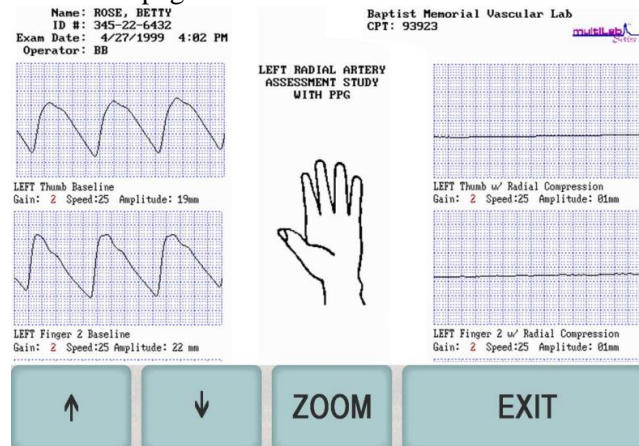 page
Name: ROSE, BETTY
ID #: 345-22-6432
Exam Date: 4/27/1999 4:02 PM
Operator: BB
Baptist Memorial Vascular Lab
CPT: 93923
multiLab
Series
LEFT RADIAL ARTERY
ASSESSMENT STUDY
WITH PPG
LEFT Thumb Baseline
Gain: 2 Speed:25 Amplitude: 19mm
LEFT Thumb w/ Radial Compression
Gain: 2 Speed:25 Amplitude: 01mm
LEFT Finger 2 Baseline
Gain: 2 Speed:25 Amplitude: 22 mm
LEFT Finger 2 w/ Radial Compression
Gain: 2 Speed:25 Amplitude: 01mm
↑ ↓ ZOOM EXIT